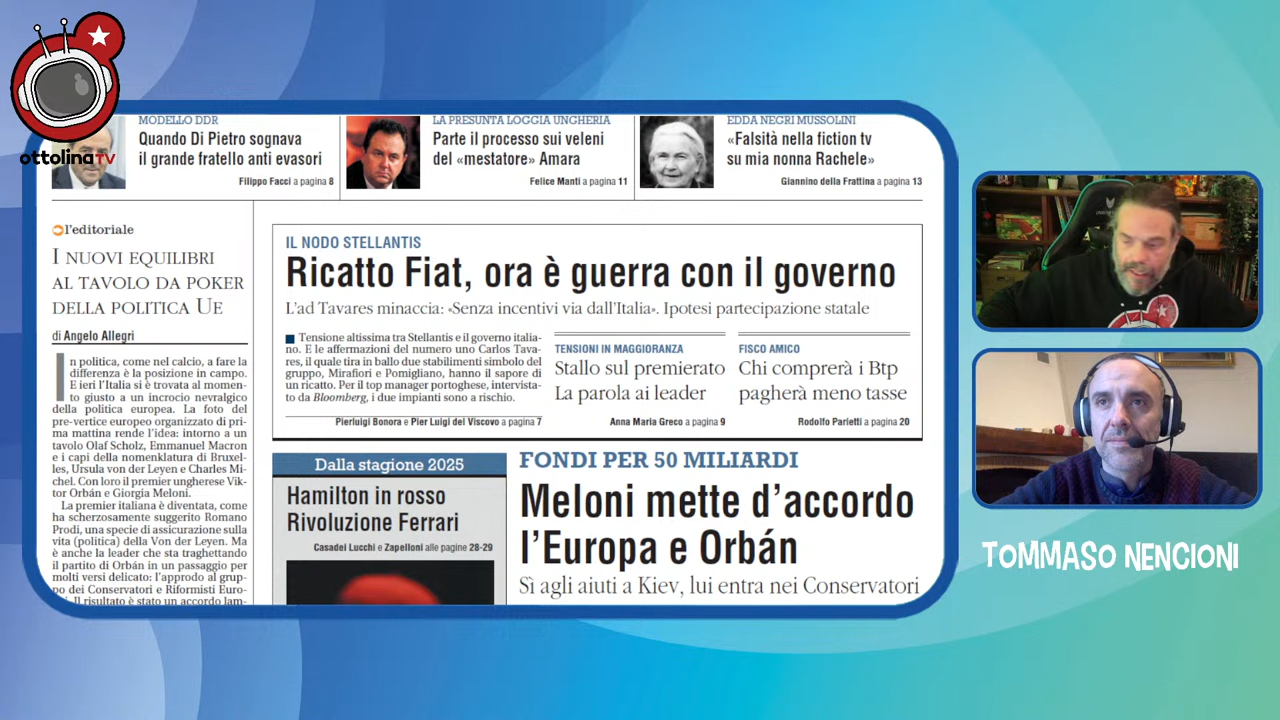 ottolinaTV
MODELLO DDR
Quando Di Pietro sognava
il grande fratello anti evasori
Filippo Facci a pagina 8
LA PRESUNTA LOGGIA UNGHERIA
Parte il processo sui veleni
del «mestatore» Amara
Felice Manti a pagina 11
EDDA NEGRI MUSSOLINI
«Falsità nella fiction tv
su mia nonna Rachele»
Giannino della Frattina a pagina 13
l'editoriale
I NUOVI EQUILIBRI
AL TAVOLO DA POKER
DELLA POLITICA UE
di Angelo Allegri
In politica, come nel calcio, a fare la
differenza è la posizione in campo.
E ieri l'Italia si è trovata al momen-
to giusto a un incrocio nevralgico
della politica europea. La foto del
pre-vertice europeo organizzato di pri-
ma mattina rende l'idea: intorno a un
tavolo Olaf Scholz, Emmanuel Macron
e i capi della nomenklatura di Bruxel-
les, Ursula von der Leyen e Charles Mi-
chel. Con loro il premier ungherese Vik-
tor Orbán e Giorgia Meloni.
La premier italiana è diventata, come
ha scherzosamente suggerito Romano
Prodi, una specie di assicurazione sulla
vita (politica) della Von der Leyen. Ma
è anche la leader che sta traghettando
il partito di Orbán in un passaggio per
molti versi delicato: l'approdo al grup-
po dei Conservatori e Riformisti Euro-
pei. Il risultato è stato un accordo lam-
IL NODO STELLANTIS
Ricatto Fiat, ora è guerra con il governo
L'ad Tavares minaccia: «Senza incentivi via dall'Italia». Ipotesi partecipazione statale
Tensione altissima tra Stellantis e il governo italia-
no. E le affermazioni del numero uno Carlos Tava-
res, il quale tira in ballo due stabilimenti simbolo del
gruppo, Mirafiori e Pomigliano, hanno il sapore di
un ricatto. Per il top manager portoghese, intervista-
to da Bloomberg, i due impianti sono a rischio.
Pierluigi Bonora e Pier Luigi del Viscovo a pagina 7
TENSIONI IN MAGGIORANZA
Stallo sul premierato
La parola ai leader
Anna Maria Greco a pagina 9
FISCO AMICO
Chi comprerà i Btp
pagherà meno tasse
Rodolfo Parietti a pagina 20
Dalla stagione 2025
Hamilton in rosso
Rivoluzione Ferrari
Casadei Lucchi e Zapelloni alle pagine 28-29
FONDI PER 50 MILIARDI
Meloni mette d'accordo
l'Europa e Orbán
Sì agli aiuti a Kiev, lui entra nei Conservatori
TOMMASO NENCIONI